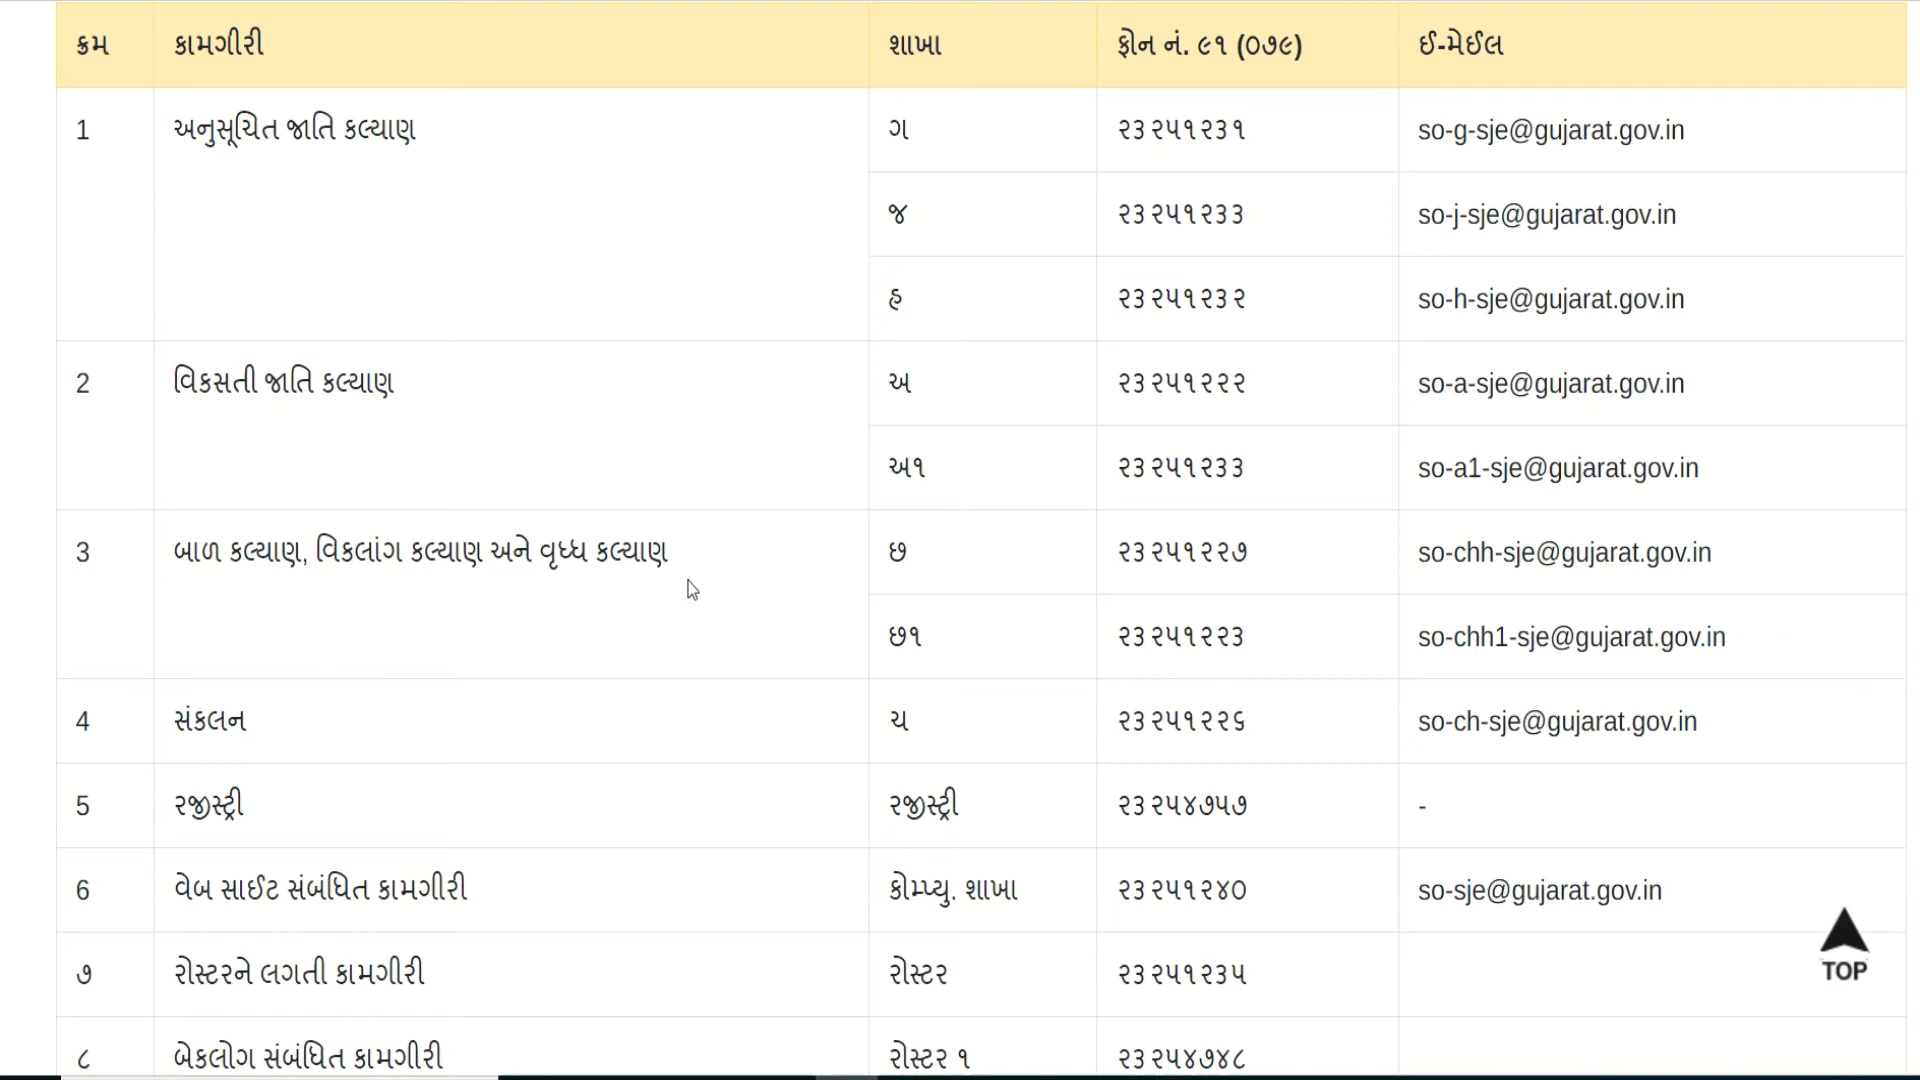 ક્રમ કામગીરી શાખા ફોન નં. ૯૧ (૦૭૯) ઈ-મેઈલ
1 અનુસૂચિત જાતિ કલ્યાણ ગ ૨૩૨૫૧૨૩૧ so-g-sje@gujarat.gov.in
જ ૨૩૨૫૧૨૩૩ so-j-sje@gujarat.gov.in
હ ૨૩૨૫૧૨૩૨ so-h-sje@gujarat.gov.in
2 વિકસતી જાતિ કલ્યાણ અ ૨૩૨૫૧૨૨૨ so-a-sje@gujarat.gov.in
અ૧ ૨૩૨૫૧૨૩૩ so-a1-sje@gujarat.gov.in
3 બાળ કલ્યાણ, વિકલાંગ કલ્યાણ અને વૃધ્ધ કલ્યાણ છ ૨૩૨૫૧૨૨૭ so-chh-sje@gujarat.gov.in
છ૧ ૨૩૨૫૧૨૨૩ so-chh1-sje@gujarat.gov.in
4 સંકલન ચ ૨૩૨૫૧૨૨૬ so-ch-sje@gujarat.gov.in
5 રજીસ્ટ્રી રજીસ્ટ્રી ૨૩૨૫૪૭૫૭ -
6 વેબ સાઈટ સંબંધિત કામગીરી કોમ્પ્યુ. શાખા ૨૩૨૫૧૨૪૦ so-sje@gujarat.gov.in
૭ રોસ્ટરને લગતી કામગીરી રોસ્ટર ૨૩૨૫૧૨૩૫
TOP
૮ બેકલોગ સંબંધિત કામગીરી રોસ્ટર ૧ ૨૩૨૫૪૭૪૮